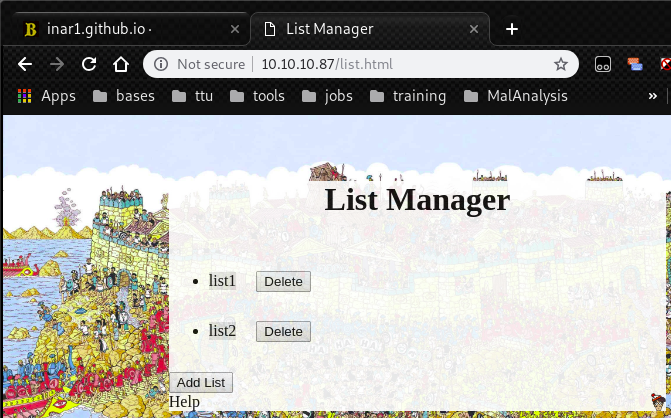 inar1.github.io ·
List Manager
Not secure
10.10.10.87/list.html
Apps
bases
ttu
tools
jobs
training
MalAnalysis
»
List Manager
list1
Delete
list2
Delete
Add List
Help